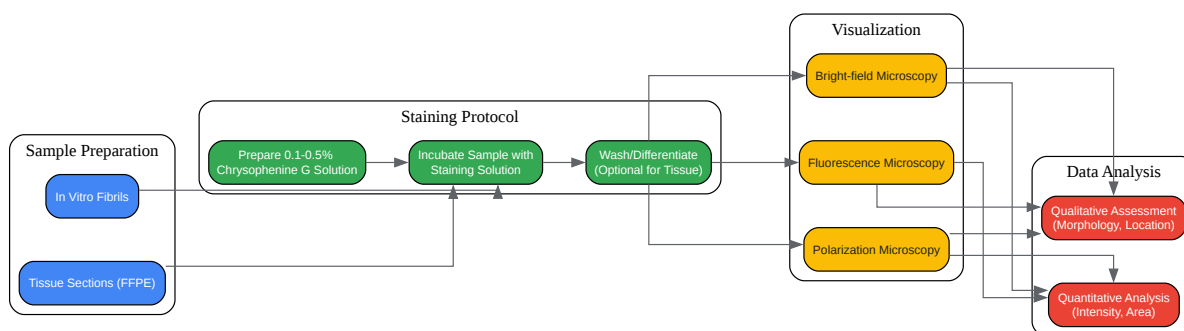 Sample Preparation
In Vitro Fibrils
Tissue Sections (FFPE)
Staining Protocol
Prepare 0.1-0.5%
Chrysophenine G Solution
Incubate Sample with
Staining Solution
Wash/Differentiate
(Optional for Tissue)
Visualization
Bright-field Microscopy
Fluorescence Microscopy
Polarization Microscopy
Data Analysis
Qualitative Assessment
(Morphology, Location)
Quantitative Analysis
(Intensity, Area)